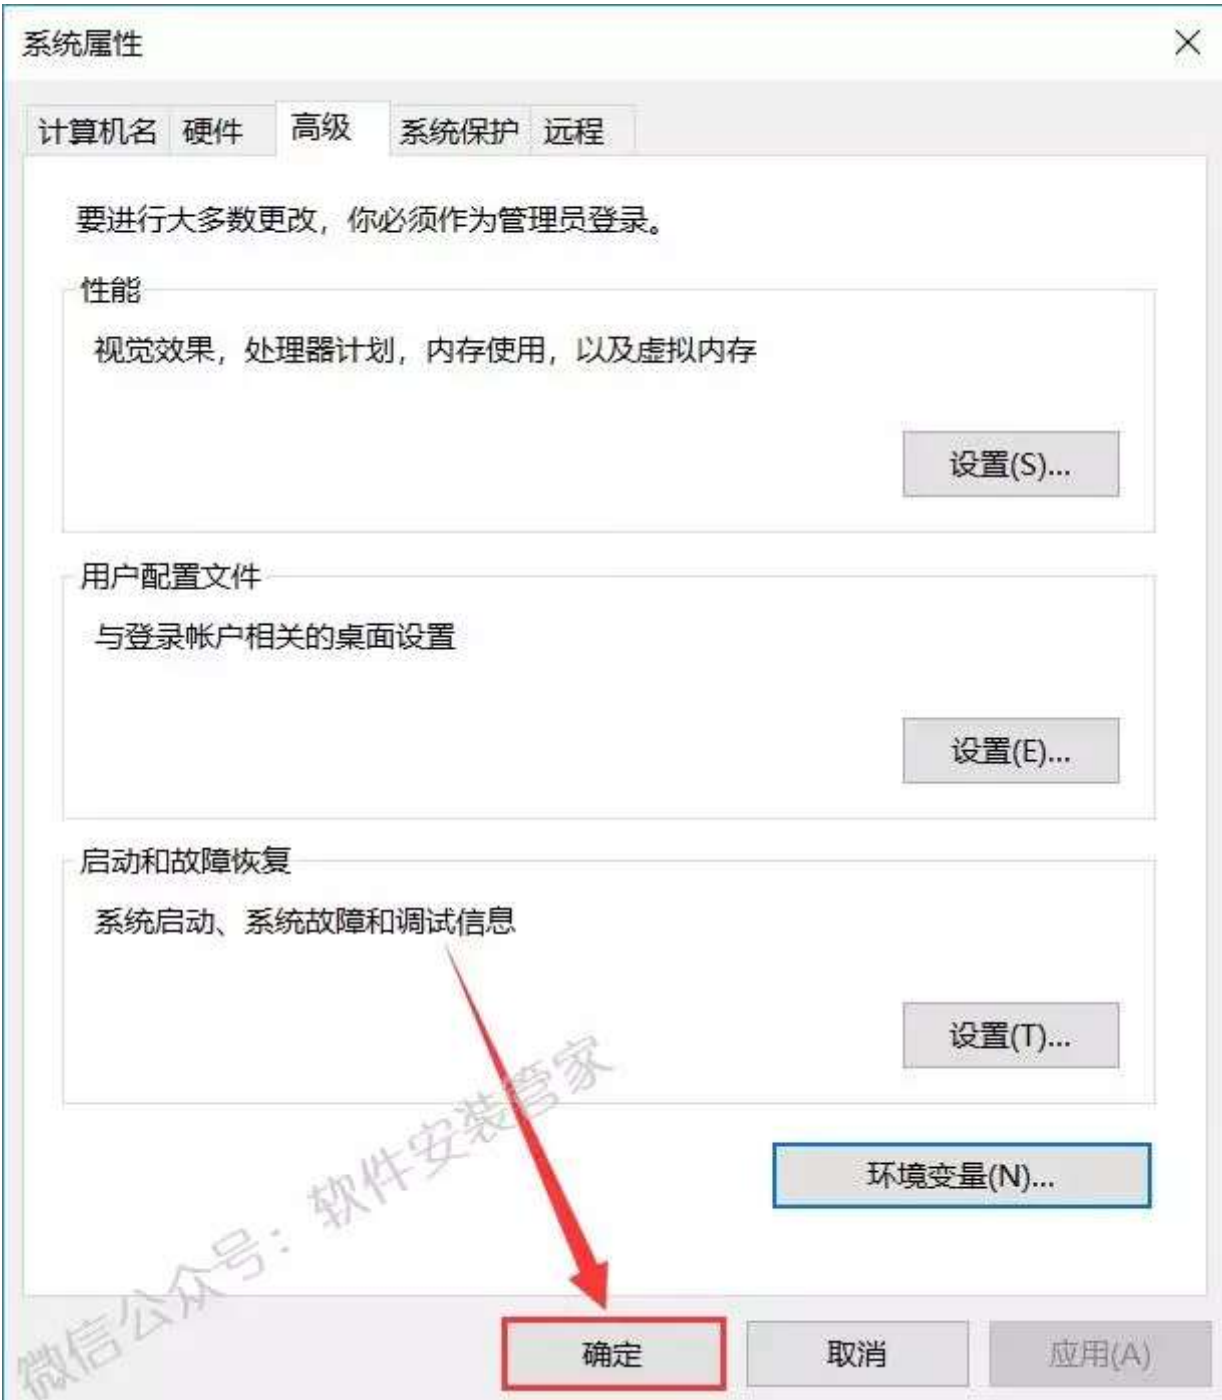 系统属性
计算机名 硬件 高级 系统保护 远程
要进行大多数更改，你必须作为管理员登录。
性能
视觉效果，处理器计划，内存使用，以及虚拟内存
设置(S)...
用户配置文件
与登录帐户相关的桌面设置
设置(E)...
启动和故障恢复
系统启动、系统故障和调试信息
设置(T)...
环境变量(N)...
微信公众号：软件安装管家
确定 取消 应用(A)